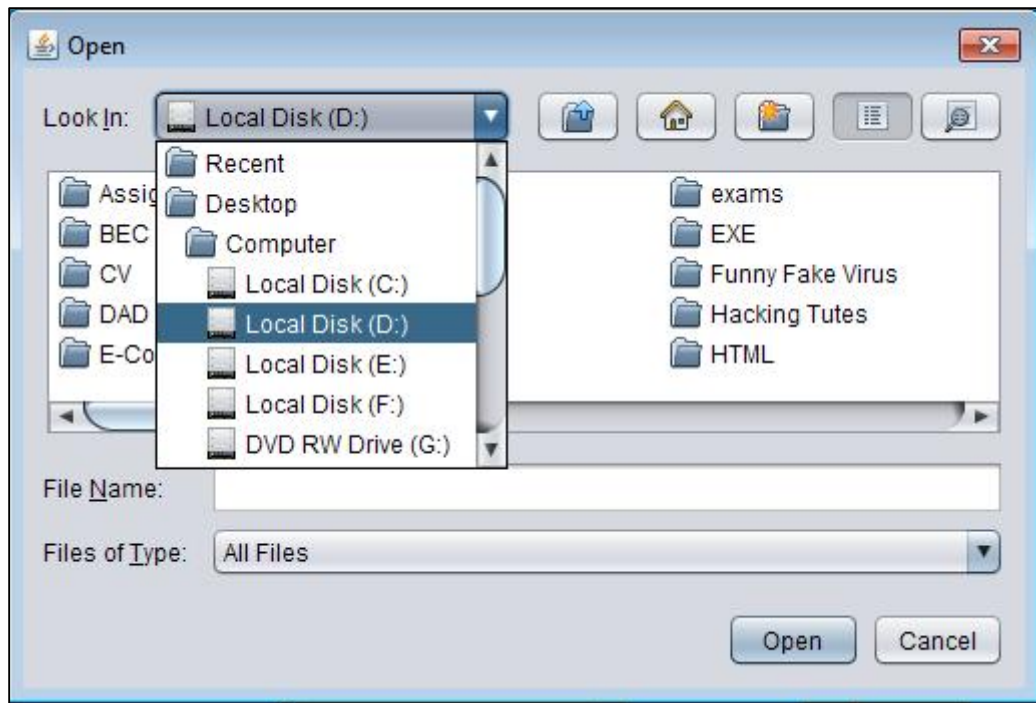 Open
Look In: Local Disk (D:)
Recent
Desktop
Computer
Local Disk (C:)
Local Disk (D:)
Local Disk (E:)
Local Disk (F:)
DVD RW Drive (G:)
BEC
CV
DAD
exams
EXE
Funny Fake Virus
Hacking Tutes
HTML
File Name:
Files of Type: All Files
Open Cancel